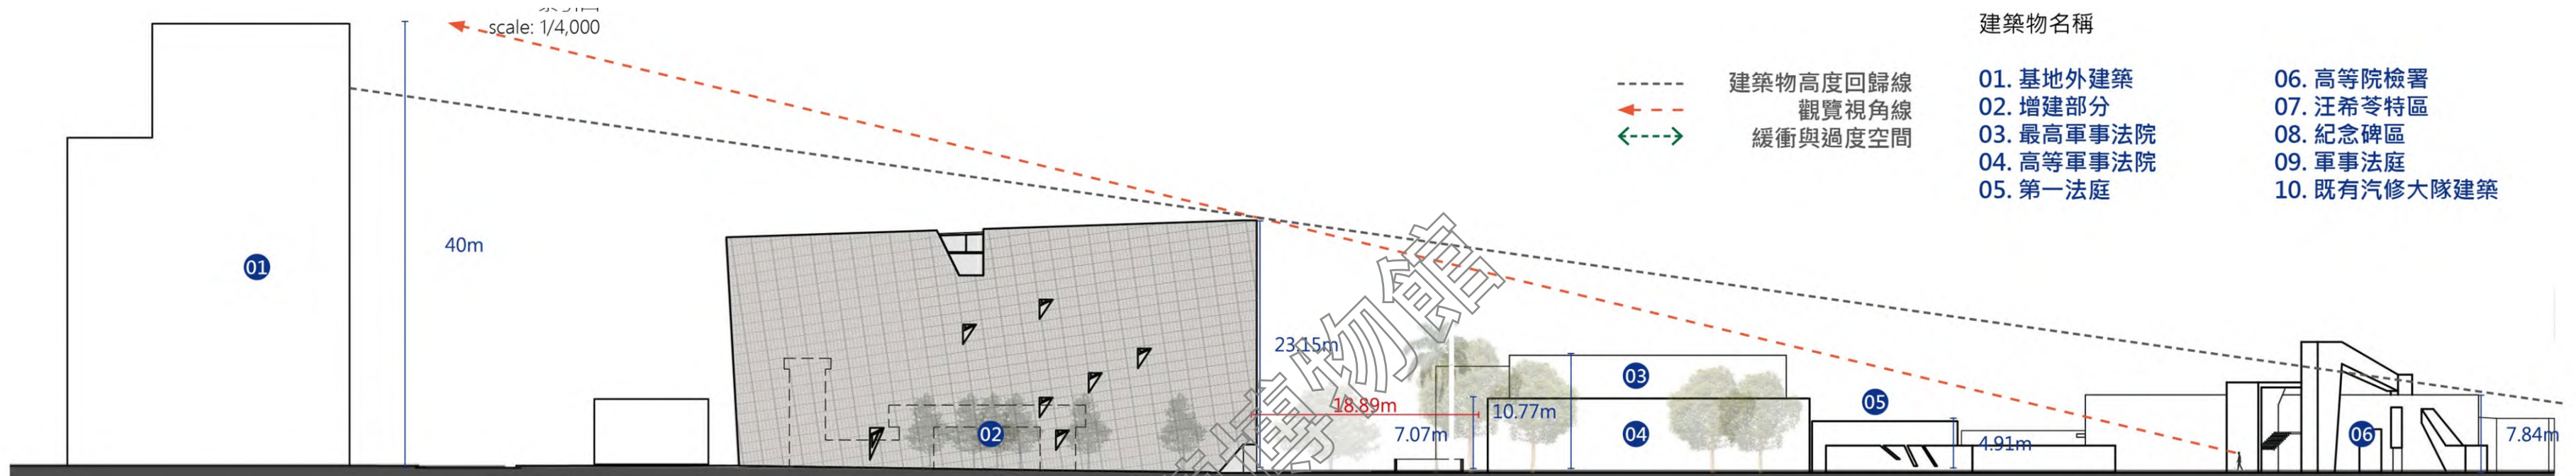 scale: 1/4,000
建築物名稱
建築物高度回歸線
觀覽視角線
緩衝與過度空間
01. 基地外建築
02. 增建部分
03. 最高軍事法院
04. 高等軍事法院
05. 第一法庭
06. 高等院檢署
07. 汪希苓特區
08. 紀念碑區
09. 軍事法庭
10. 既有汽修大隊建築
01
40m
02
23.15m
18.89m
7.07m
10.77m
03
04
05
4.91m
06
7.84m
博物館